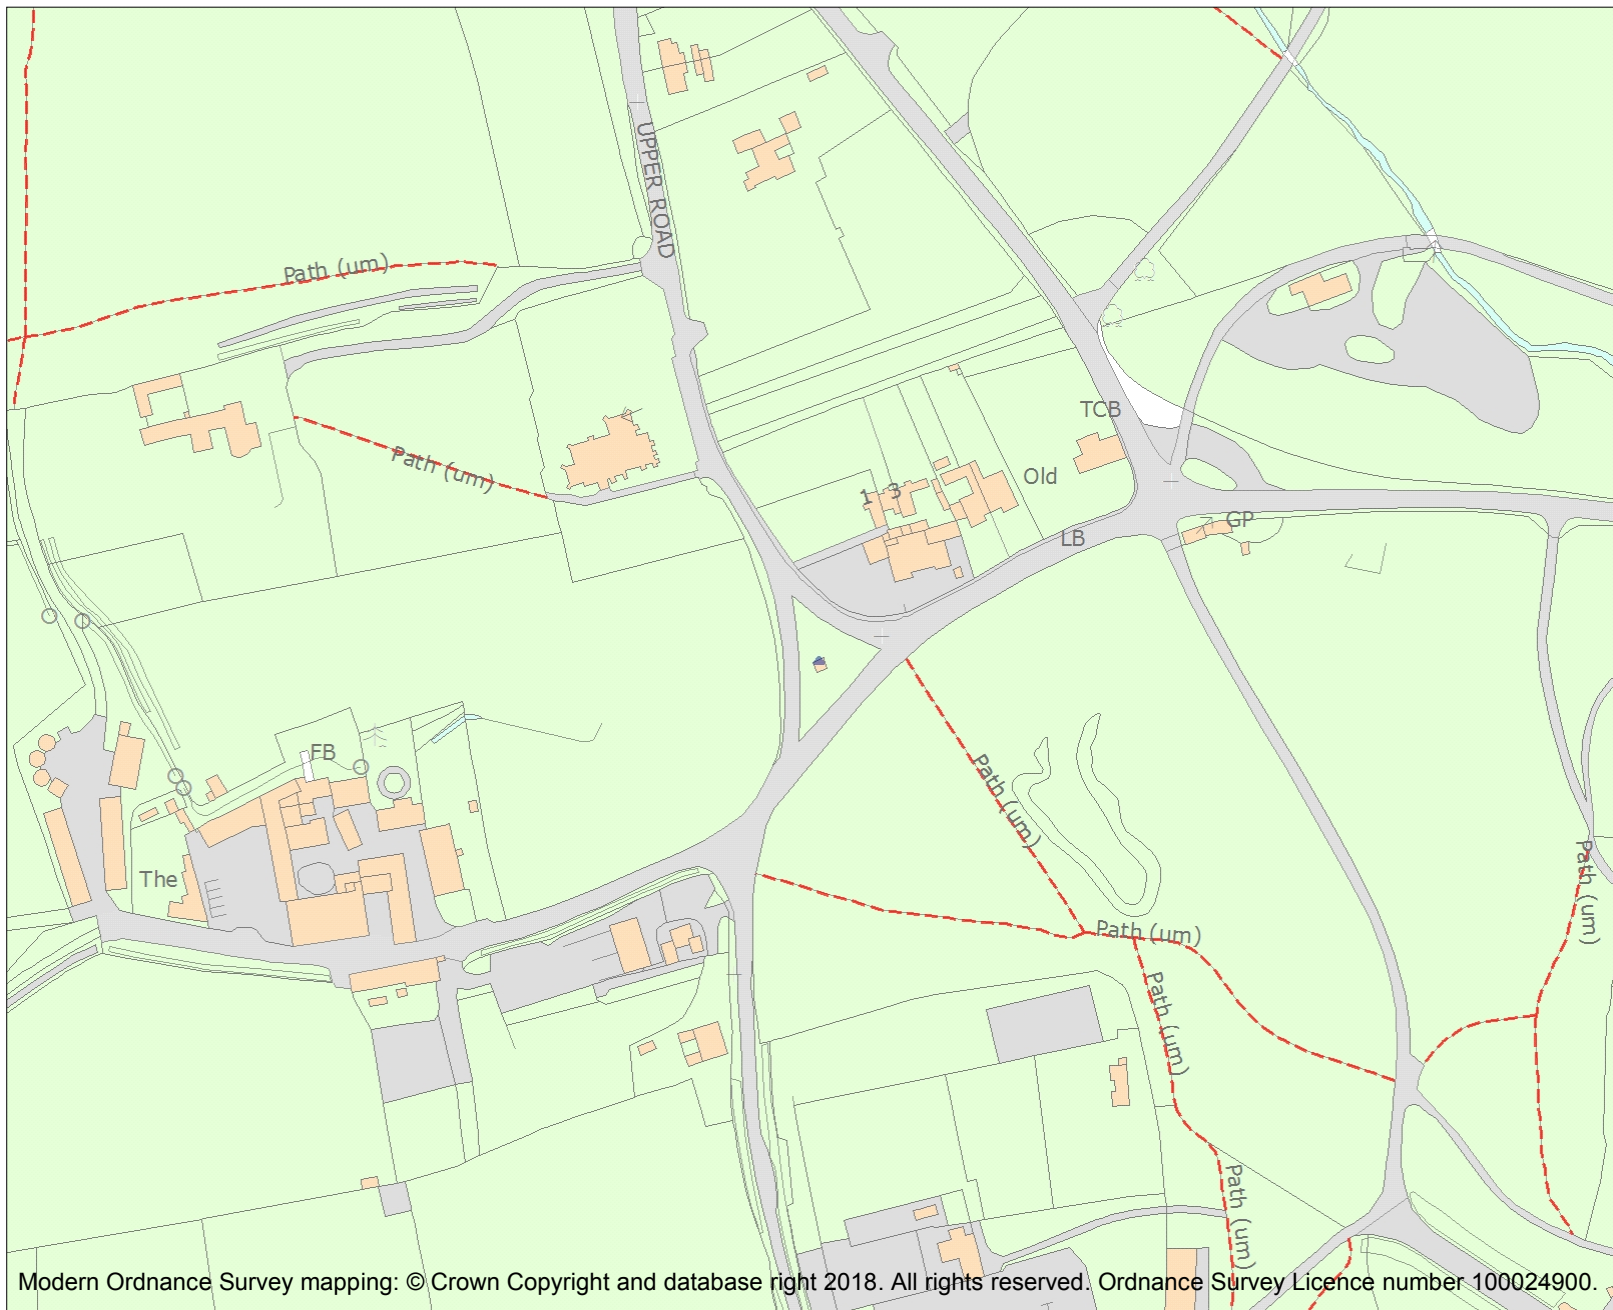 UPPER ROAD
Path (um)
Path (um)
TCB
Old
1 3
GP
LB
FB
Path (um)
The
Path (um)
Path (um)
Path (um)
Path (um)
Modern Ordnance Survey mapping: © Crown Copyright and database right 2018. All rights reserved. Ordnance Survey Licence number 100024900.